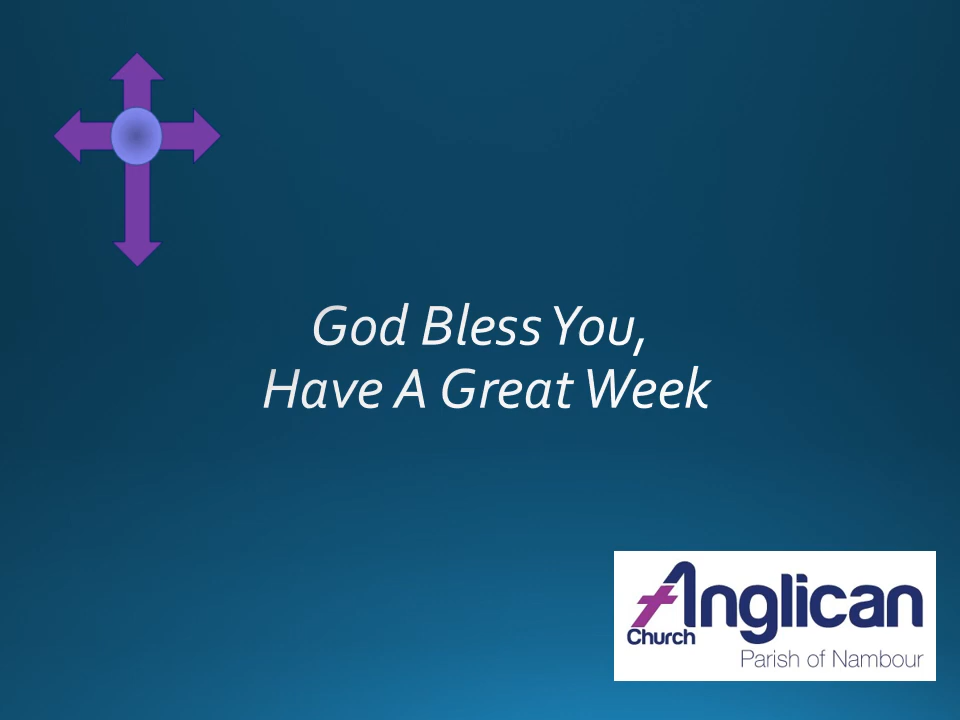 God Bless You,
Have A Great Week
Anglican
Church
Parish of Nambour